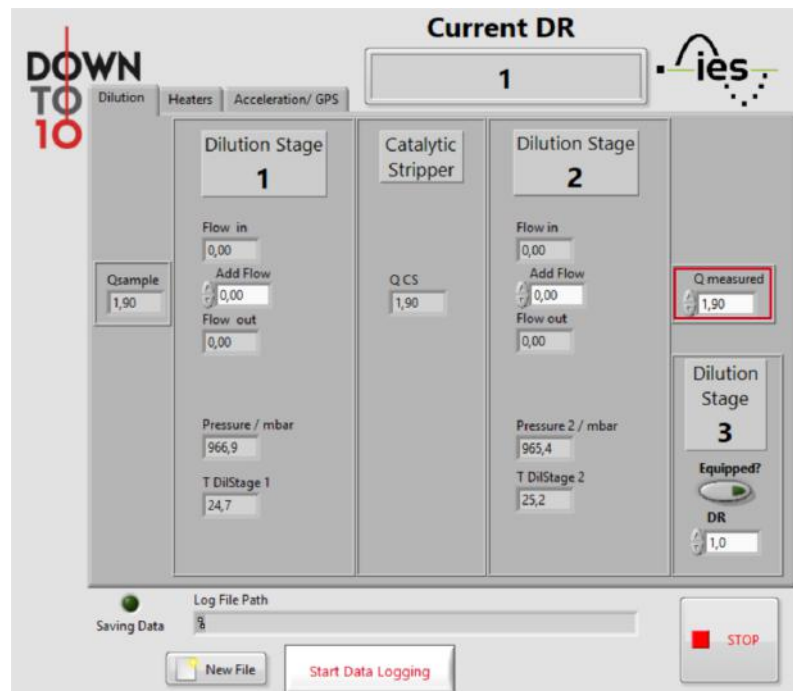 Current DR
1
DOWN
TO
10
ies
Dilution
Heaters
Acceleration/ GPS
Qsample
1,90
Dilution Stage
1
Flow in
0,00
Add Flow
0,00
Flow out
0,00
Pressure / mbar
966,9
T DilStage 1
24,7
Catalytic
Stripper
Q CS
1,90
Dilution Stage
2
Flow in
0,00
Add Flow
0,00
Flow out
0,00
Pressure 2 / mbar
965,4
T DilStage 2
25,2
Q measured
1,90
Dilution
Stage
3
Equipped?
DR
1,0
Saving Data
Log File Path
New File
Start Data Logging
STOP